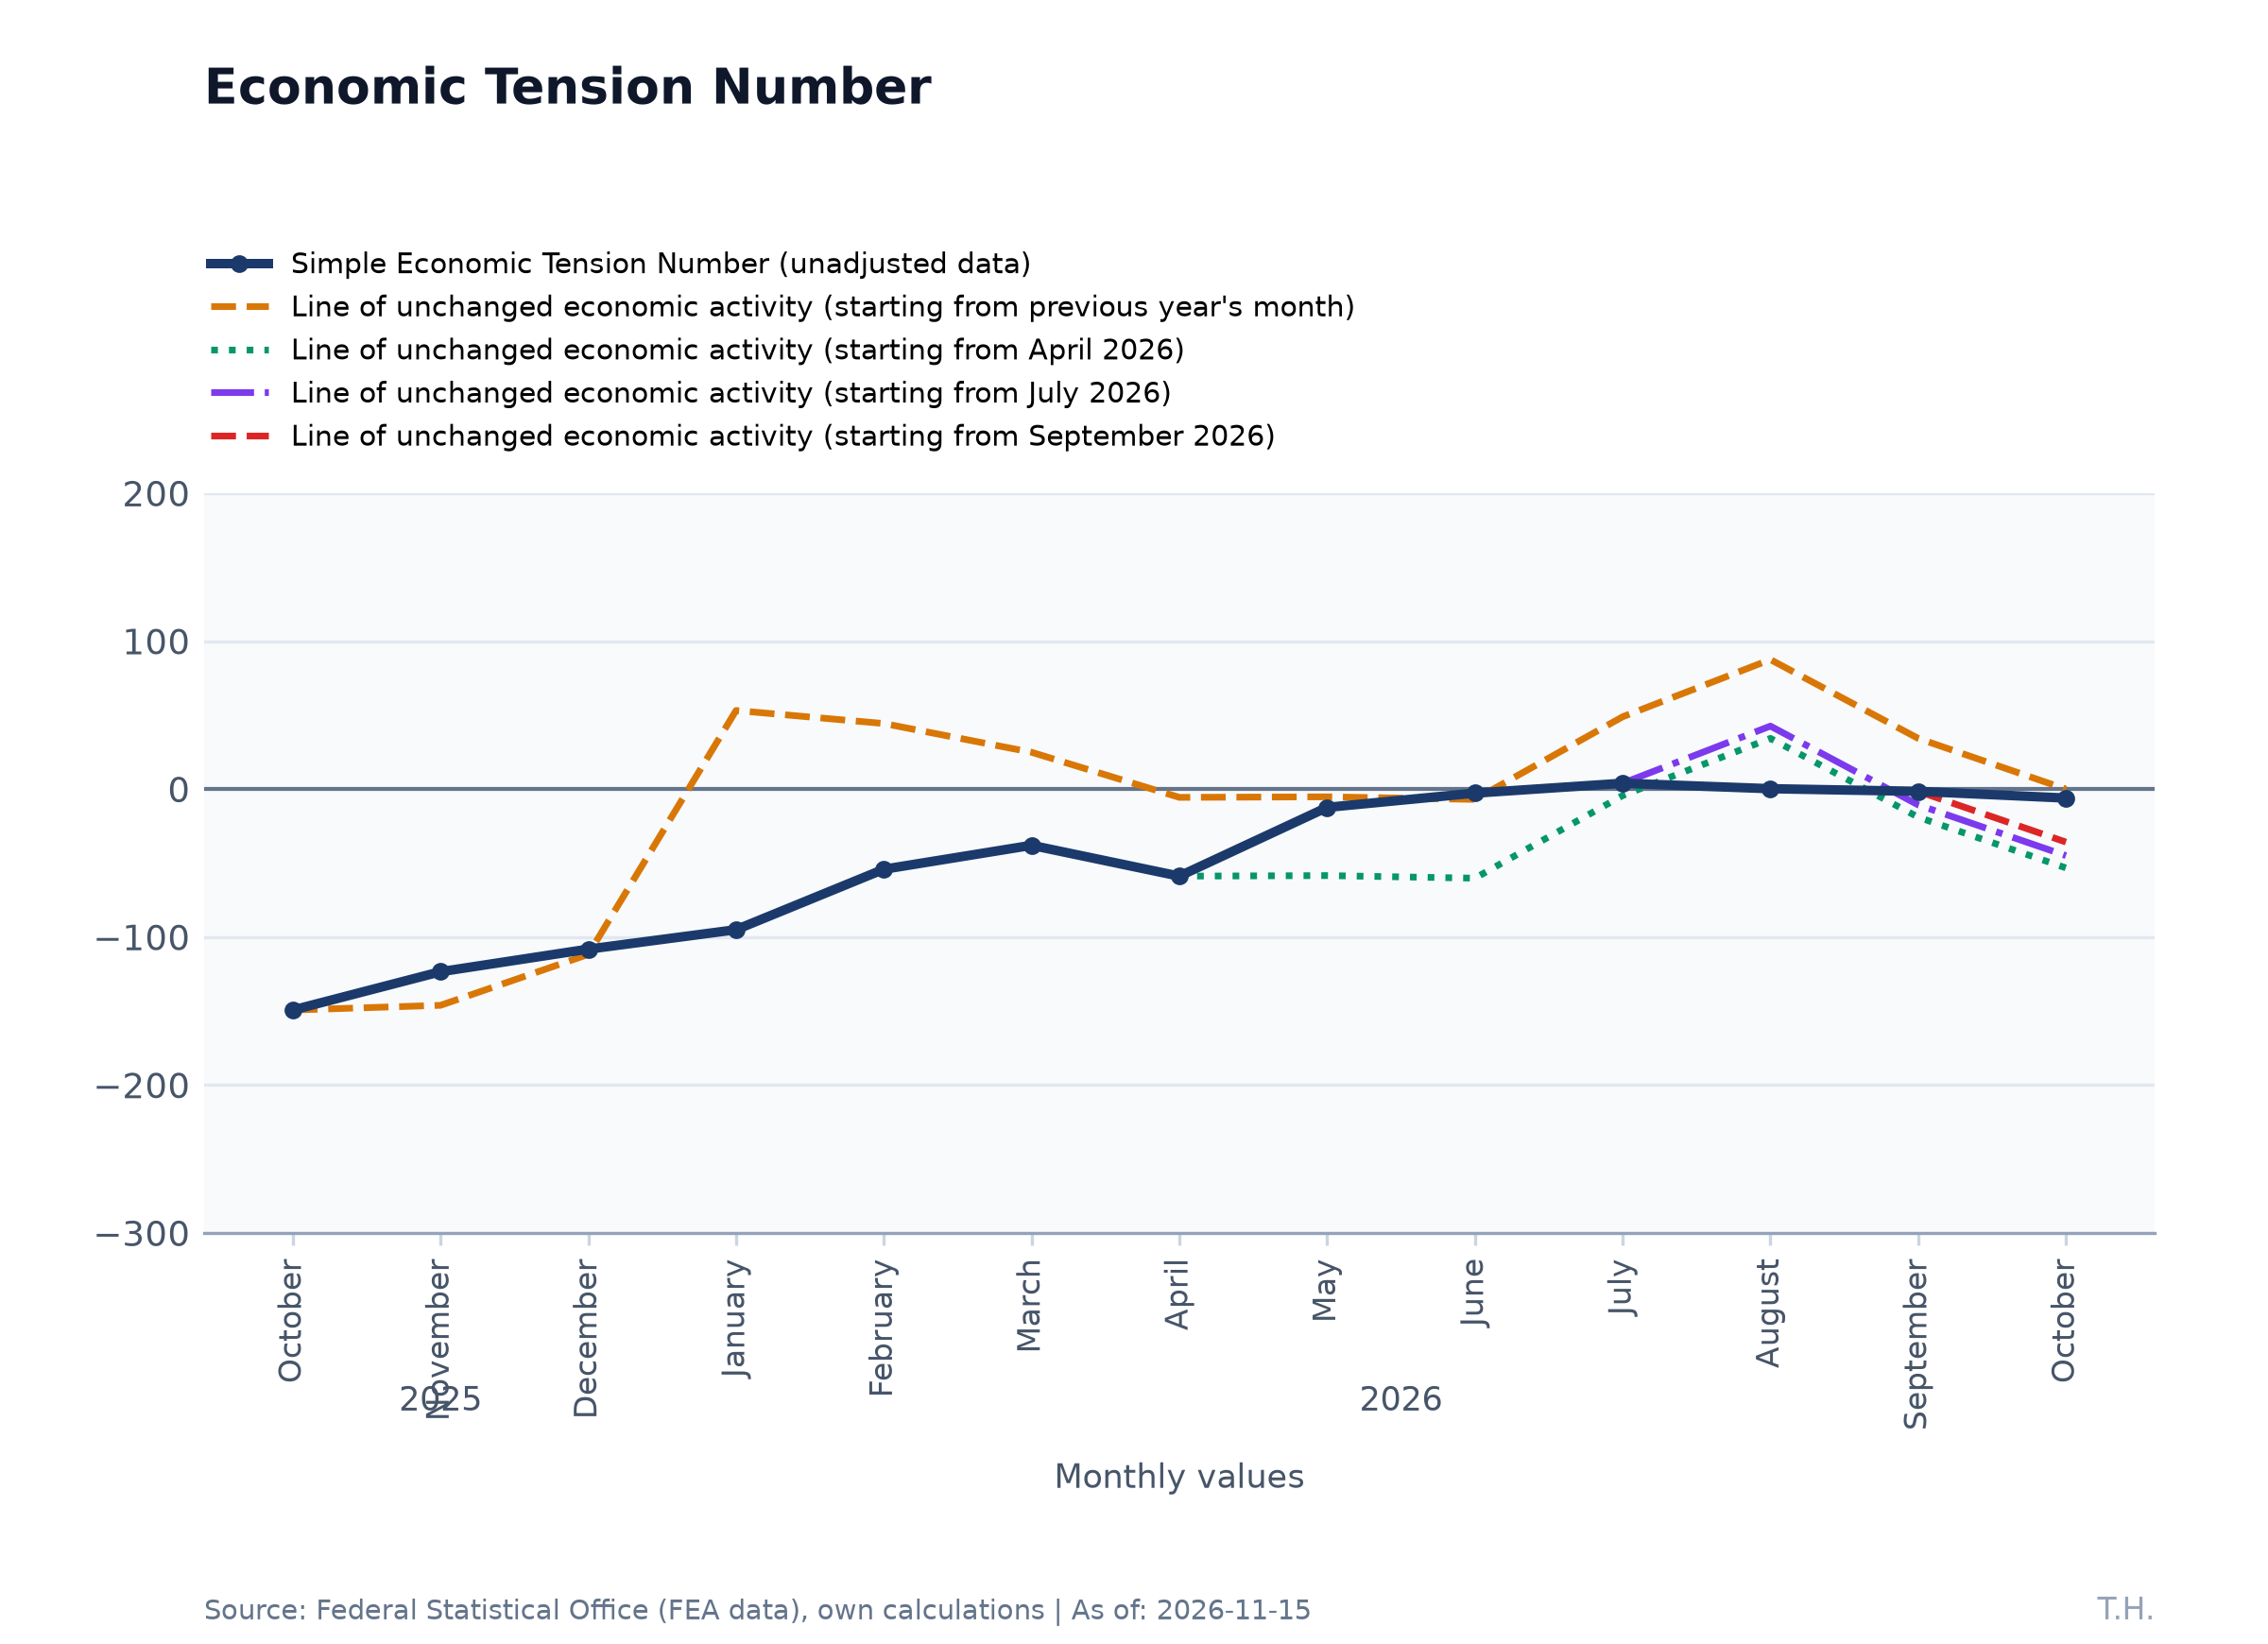 Economic Tension Number
Simple Economic Tension Number (unadjusted data)
Line of unchanged economic activity (starting from previous year's month)
Line of unchanged economic activity (starting from April 2026)
Line of unchanged economic activity (starting from July 2026)
Line of unchanged economic activity (starting from September 2026)
200
100
0
−100
−200
−300
October
November
December
January
February
March
April
May
June
July
August
September
October
2025
2026
Monthly values
Source: Federal Statistical Office (FEA data), own calculations | As of: 2026-11-15
T.H.